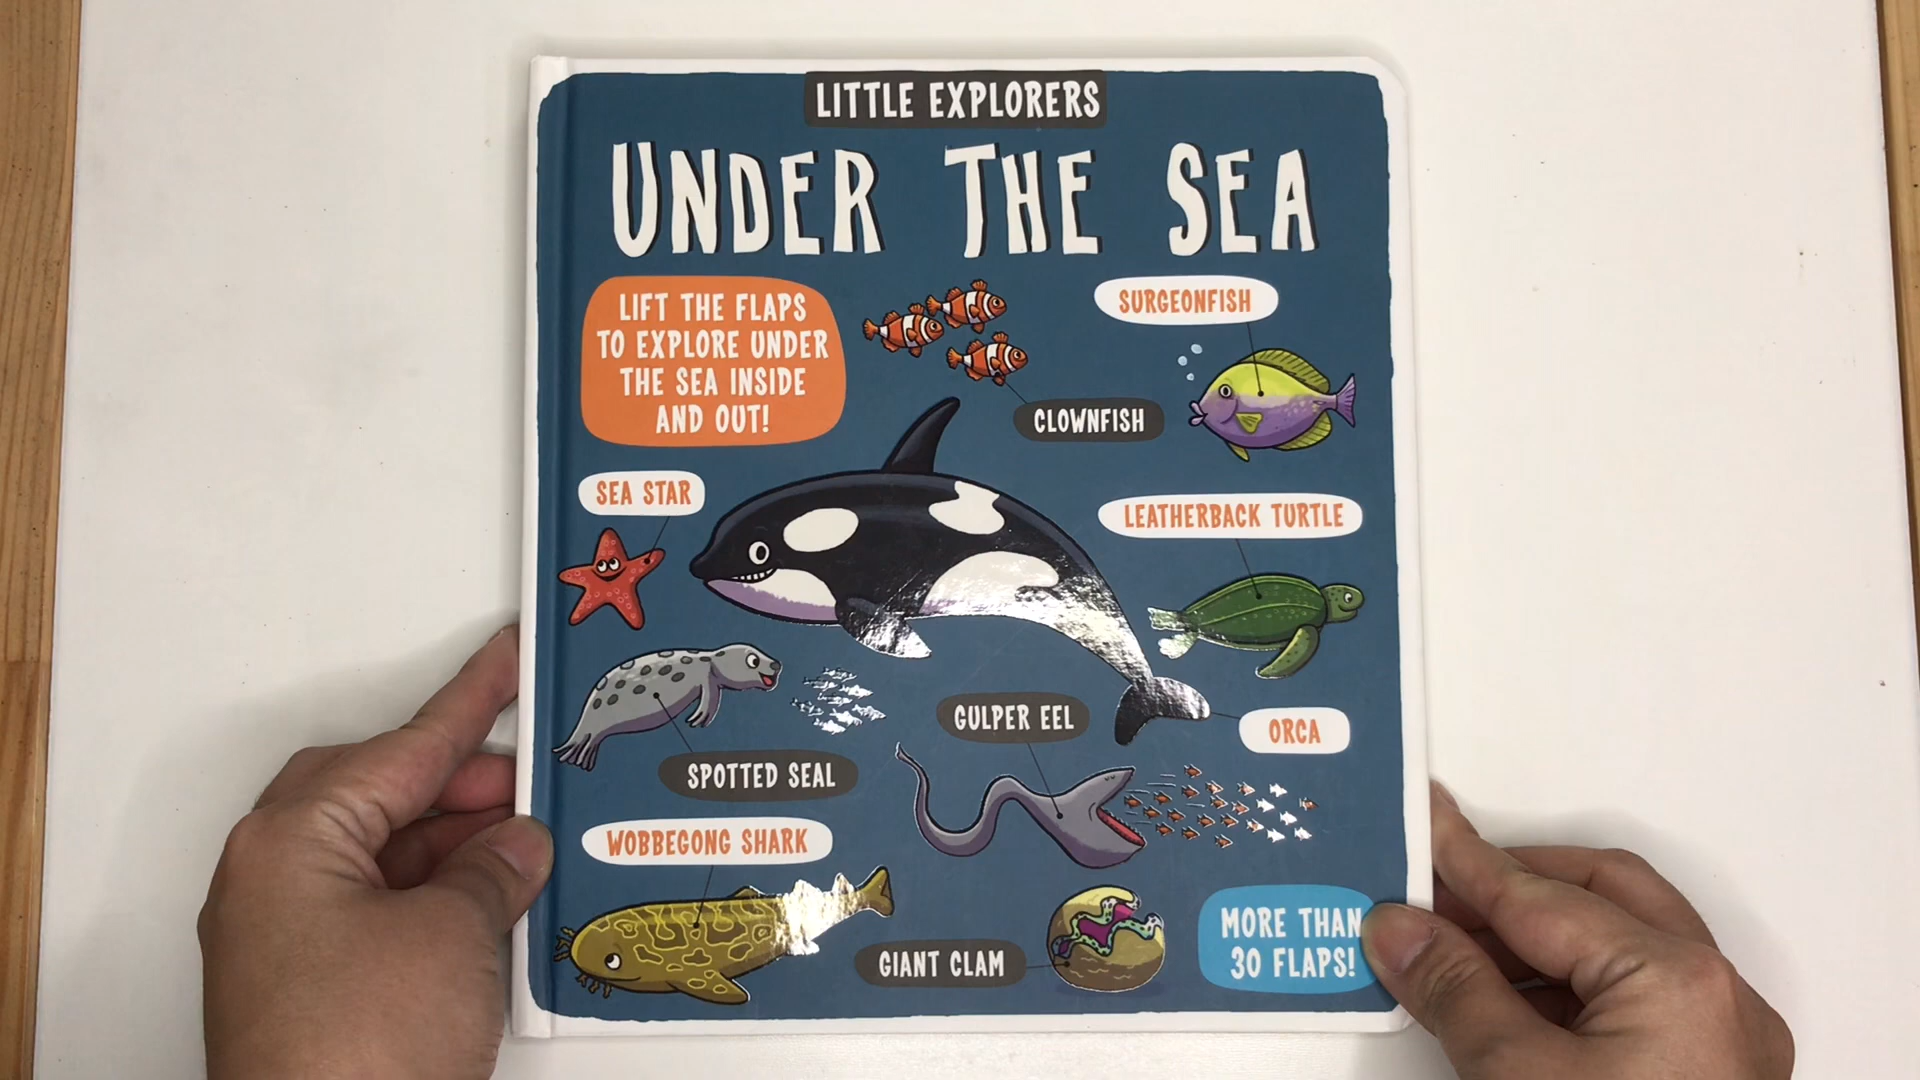 LITTLE EXPLORERS
UNDER THE SEA
LIFT THE FLAPS
TO EXPLORE UNDER
THE SEA INSIDE
AND OUT!
SURGEONFISH
CLOWNFISH
SEA STAR
LEATHERBACK TURTLE
GULPER EEL
ORCA
SPOTTED SEAL
WOBBEGONG SHARK
GIANT CLAM
MORE THAN
30 FLAPS!